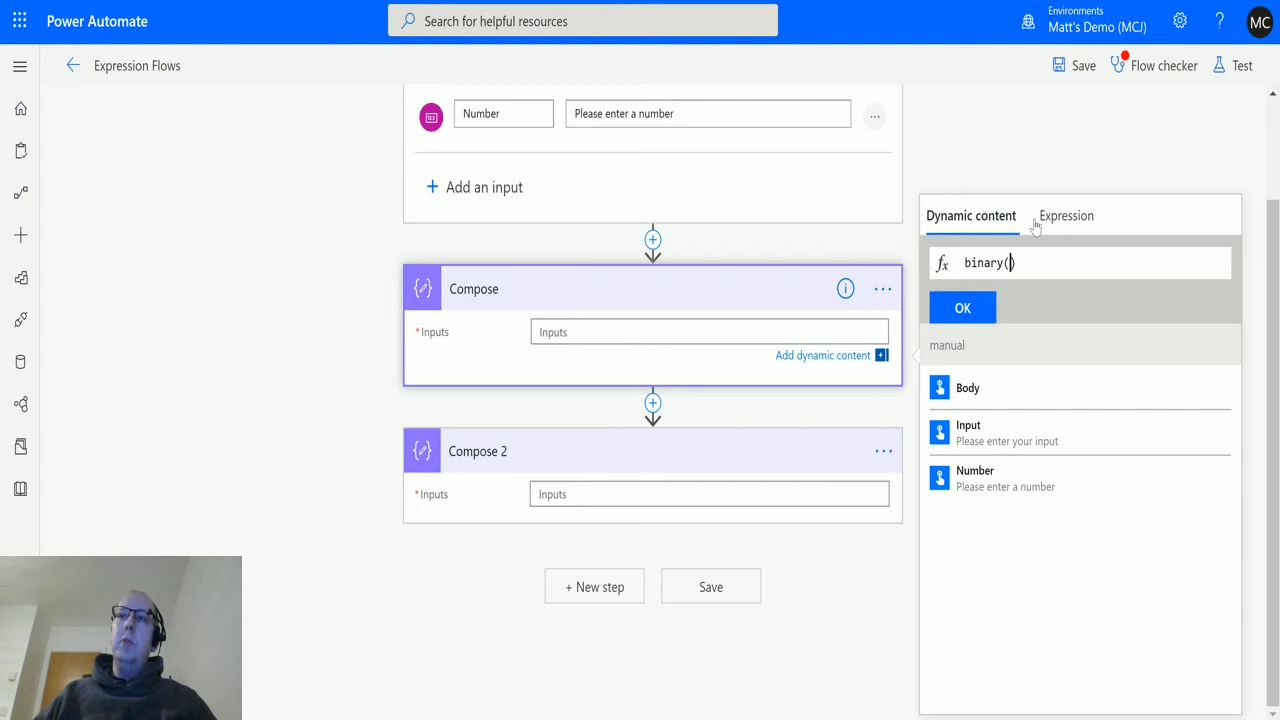 Power Automate
Search for helpful resources
Environments
Matt's Demo (MCJ)
MC
Expression Flows
Save
Flow checker
Test
Number
Please enter a number
Add an input
Compose
* Inputs
Inputs
Add dynamic content
Compose 2
* Inputs
Inputs
+ New step
Save
Dynamic content
Expression
fx binary()
OK
manual
Body
Input
Please enter your input
Number
Please enter a number